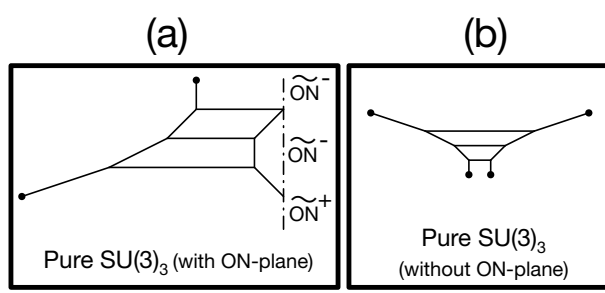 (a)
(b)
~ON-
~ON-
~ON+
Pure SU(3)₃ (with ON-plane)
Pure SU(3)₃
(without ON-plane)